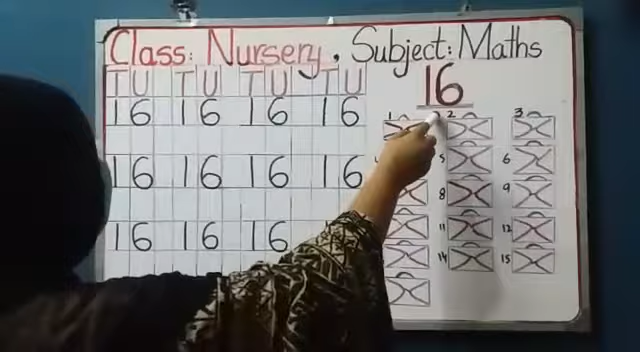 Class: Nursery, Subject: Maths
T U T U T U T U
16
16 16 16 16
1 2 3
16 16 16 16
5 6
8 9
16 16 16
11 12
14 15